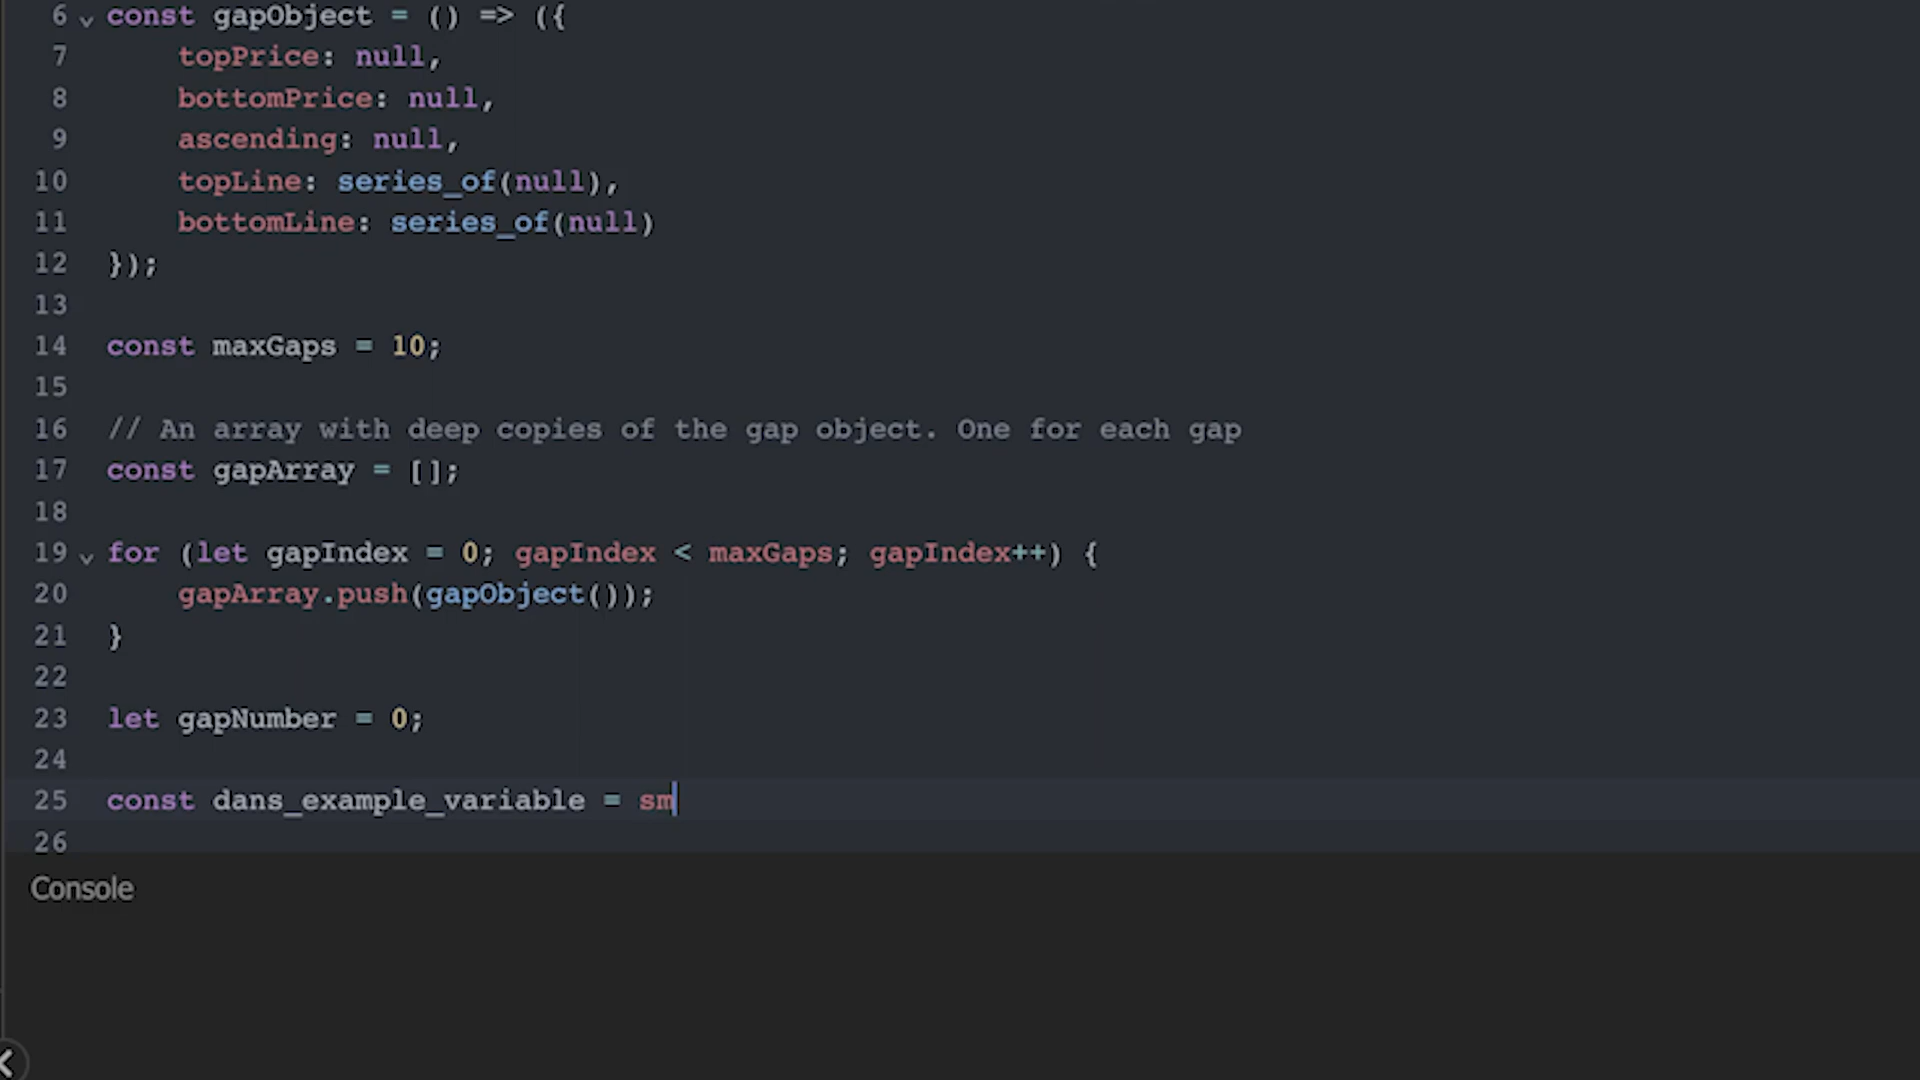 6 const gapObject = () => ({
7 topPrice: null,
8 bottomPrice: null,
9 ascending: null,
10 topLine: series_of(null),
11 bottomLine: series_of(null)
12 });
13
14 const maxGaps = 10;
15
16 // An array with deep copies of the gap object. One for each gap
17 const gapArray = [];
18
19 for (let gapIndex = 0; gapIndex < maxGaps; gapIndex++) {
20 gapArray.push(gapObject());
21 }
22
23 let gapNumber = 0;
24
25 const dans_example_variable = sm
26
Console